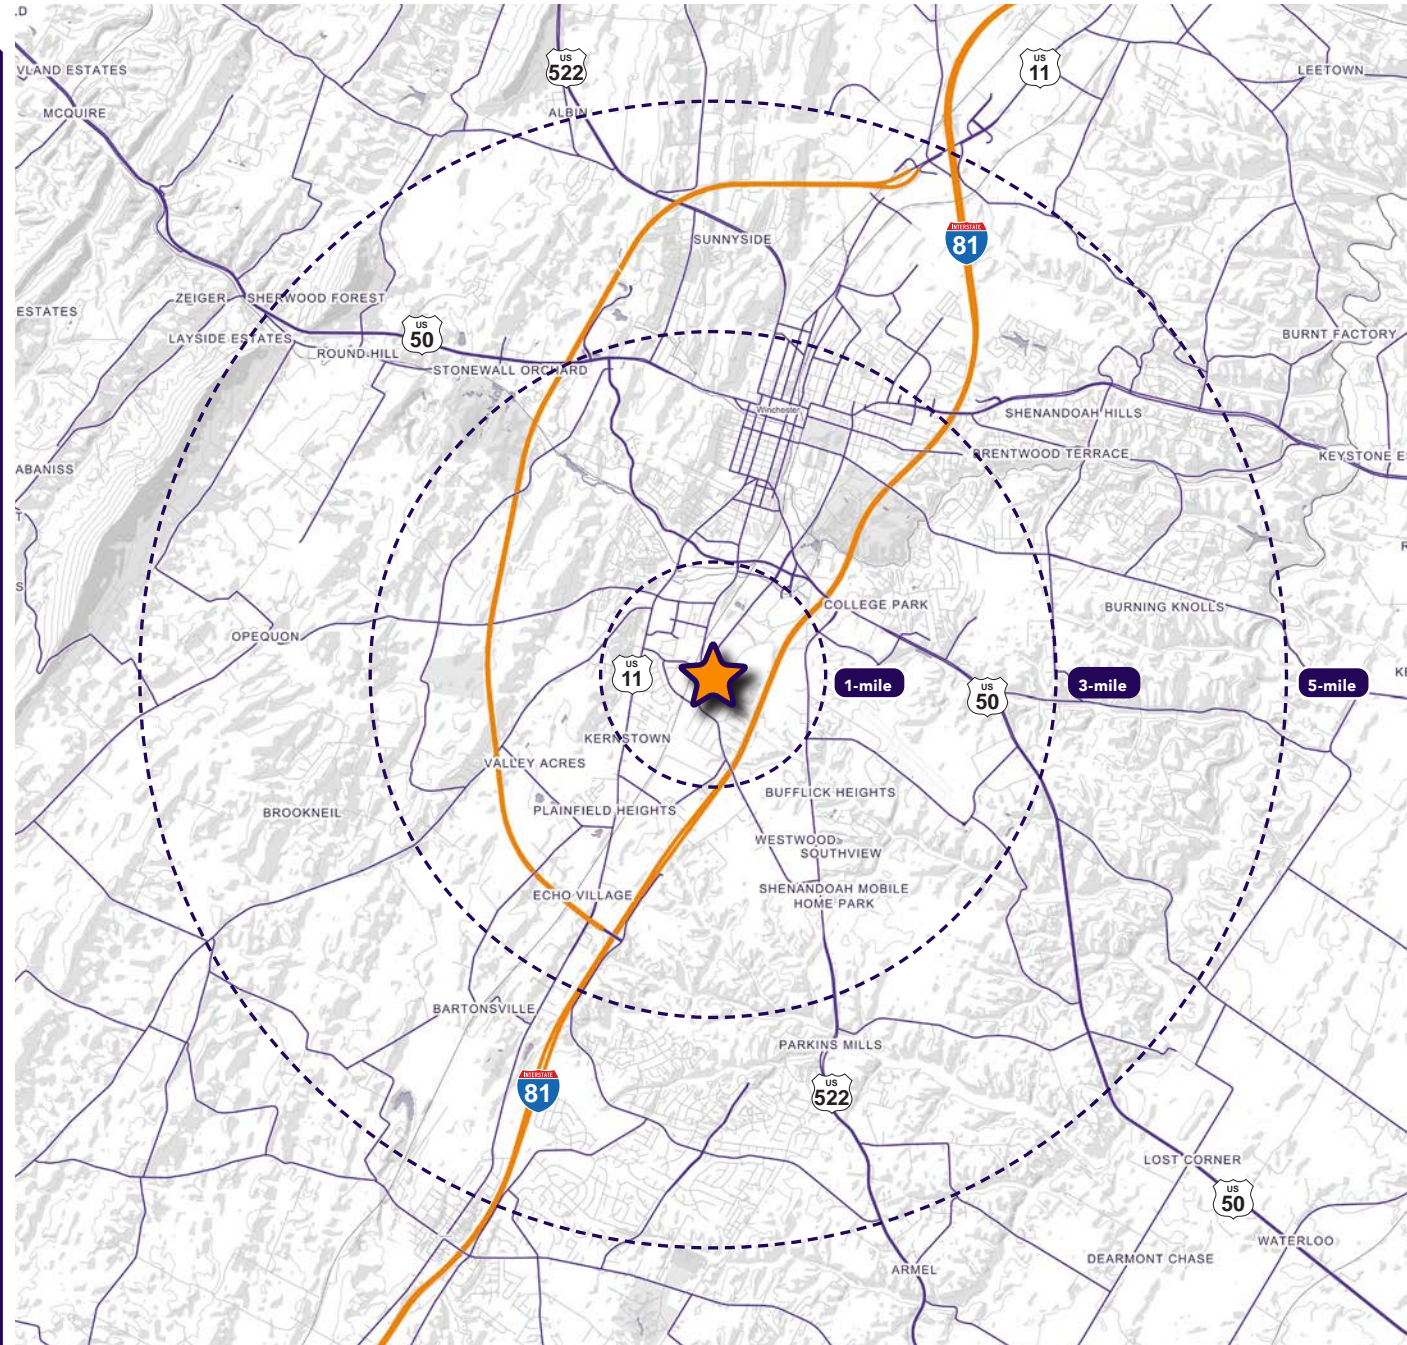 .D
US
522
US
11
LEETOWN
VLAND ESTATES
MCQUIRE
ALBIN
SUNNYSIDE
INTERSTATE
81
ZEIGER
SHERWOOD FOREST
ESTATES
US
50
BURNT FACTORY
LAYSIDE ESTATES
ROUND HILL
STONEWALL ORCHARD
Winchester
SHENANDOAH HILLS
BRENTWOOD TERRACE
KEYSTONE E
ABANISS
T
S
COLLEGE PARK
BURNING KNOLLS
OPEQUON
US
11
1-mile
US
50
3-mile
5-mile
KE
KERNSTOWN
VALLEY ACRES
BUFFLICK HEIGHTS
BROOKNEIL
PLAINFIELD HEIGHTS
WESTWOOD
SOUTHVIEW
ECHO VILLAGE
SHENANDOAH MOBILE
HOME PARK
BARTONSVILLE
PARKINS MILLS
INTERSTATE
81
US
522
LOST CORNER
US
50
WATERLOO
DEARMONT CHASE
ARMEL